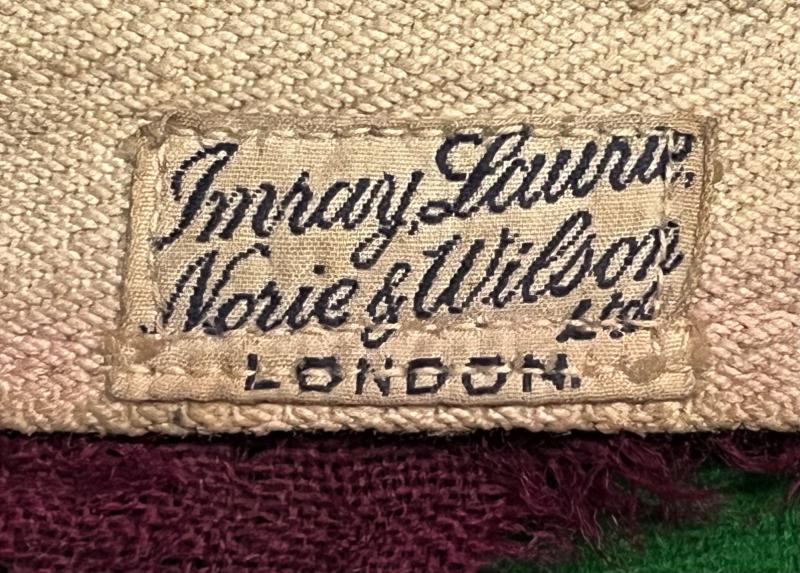 Imray, Laurie,
Norie & Wilson
Ltd
LONDON.